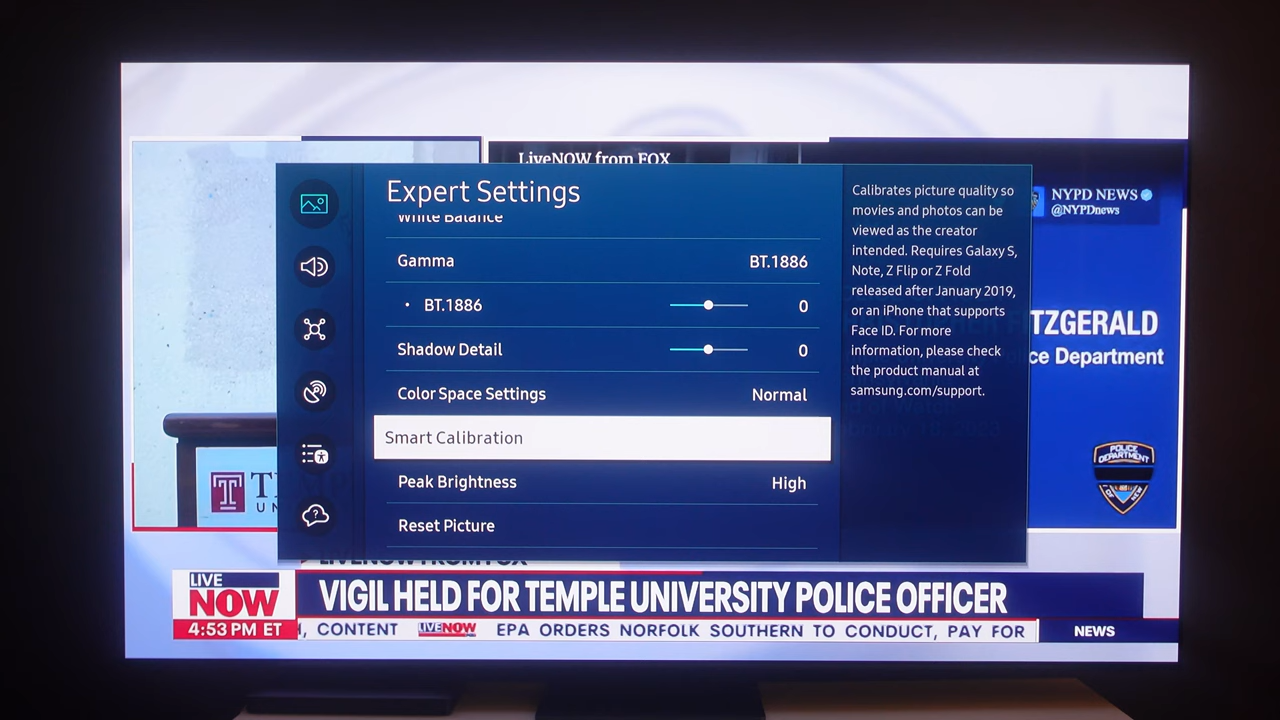 LiveNOW from FOX
NYPD NEWS
@NYPDnews
Expert Settings
White Balance
Gamma BT.1886
• BT.1886 0
Shadow Detail 0
Color Space Settings Normal
Smart Calibration
Peak Brightness High
Reset Picture
Calibrates picture quality so
movies and photos can be
viewed as the creator
intended. Requires Galaxy S,
Note, Z Flip or Z Fold
released after January 2019,
or an iPhone that supports
Face ID. For more
information, please check
the product manual at
samsung.com/support.
TZGERALD
ce Department
POLICE
DEPARTMENT
T
LIVENOW FROM FOX
LIVE
NOW
4:53 PM ET
VIGIL HELD FOR TEMPLE UNIVERSITY POLICE OFFICER
, CONTENT LIVENOW EPA ORDERS NORFOLK SOUTHERN TO CONDUCT, PAY FOR
NEWS